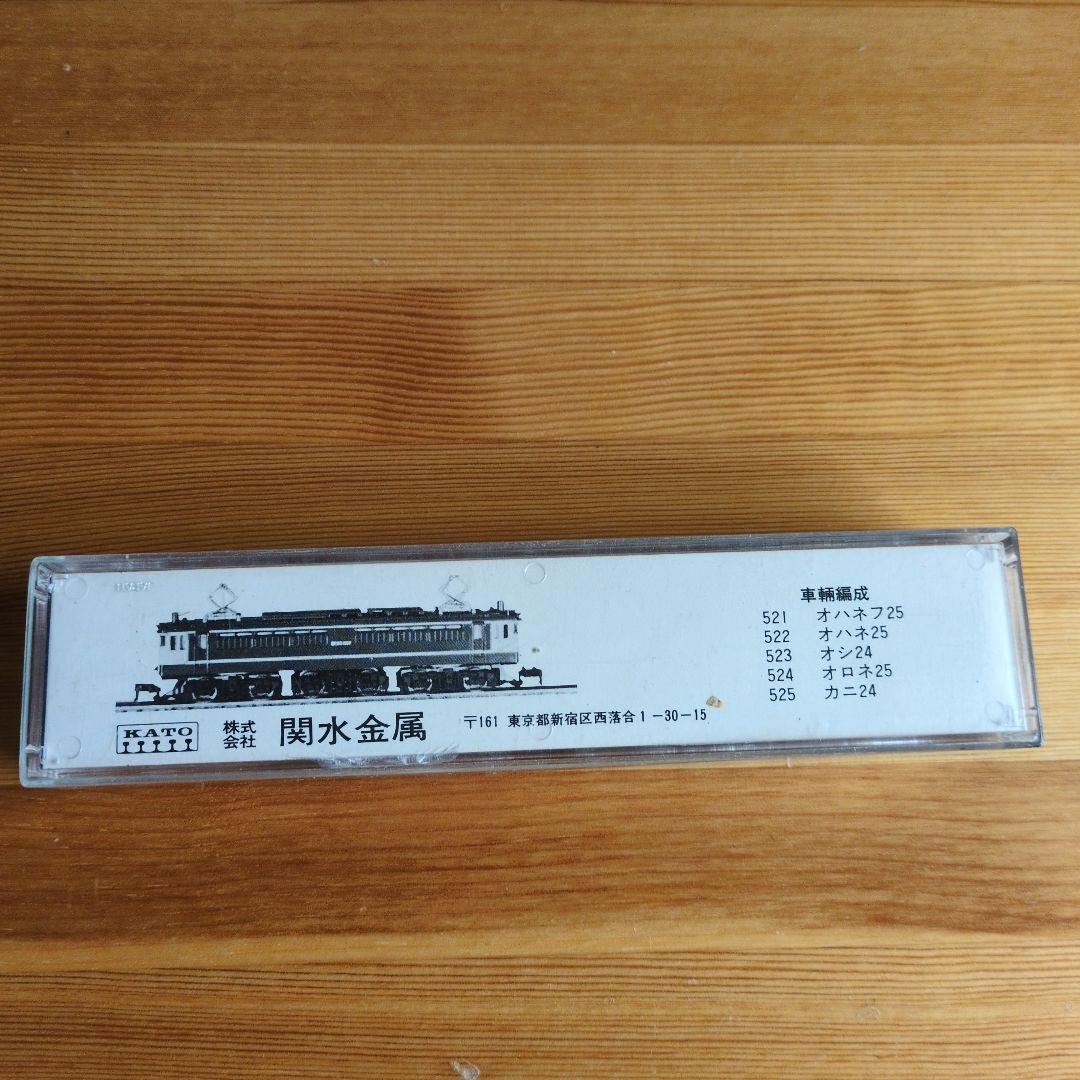 車輛編成
521 オハネフ25
522 オハネ25
523 オシ24
524 オロネ25
525 カニ24
KATO
株式会社 関水金属 〒161 東京都新宿区西落合1-30-15